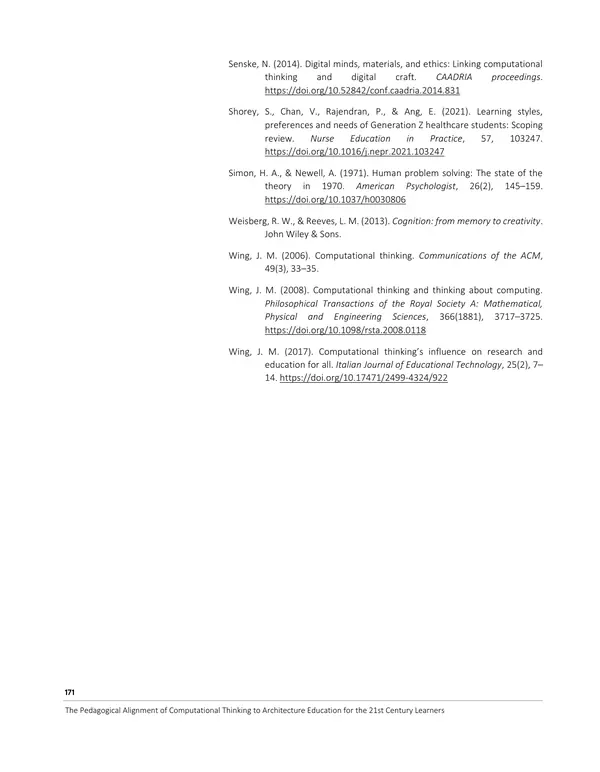 Senske, N. (2014). Digital minds, materials, and ethics: Linking computational
thinking and digital craft. CAADRIA proceedings.
https://doi.org/10.52842/conf.caadria.2014.831
Shorey, S., Chan, V., Rajendran, P., & Ang, E. (2021). Learning styles,
preferences and needs of Generation Z healthcare students: Scoping
review. Nurse Education in Practice, 57, 103247.
https://doi.org/10.1016/j.nepr.2021.103247
Simon, H. A., & Newell, A. (1971). Human problem solving: The state of the
theory in 1970. American Psychologist, 26(2), 145–159.
https://doi.org/10.1037/h0030806
Weisberg, R. W., & Reeves, L. M. (2013). Cognition: from memory to creativity.
John Wiley & Sons.
Wing, J. M. (2006). Computational thinking. Communications of the ACM,
49(3), 33–35.
Wing, J. M. (2008). Computational thinking and thinking about computing.
Philosophical Transactions of the Royal Society A: Mathematical,
Physical and Engineering Sciences, 366(1881), 3717–3725.
https://doi.org/10.1098/rsta.2008.0118
Wing, J. M. (2017). Computational thinking's influence on research and
education for all. Italian Journal of Educational Technology, 25(2), 7–
14. https://doi.org/10.17471/2499-4324/922
171
The Pedagogical Alignment of Computational Thinking to Architecture Education for the 21st Century Learners